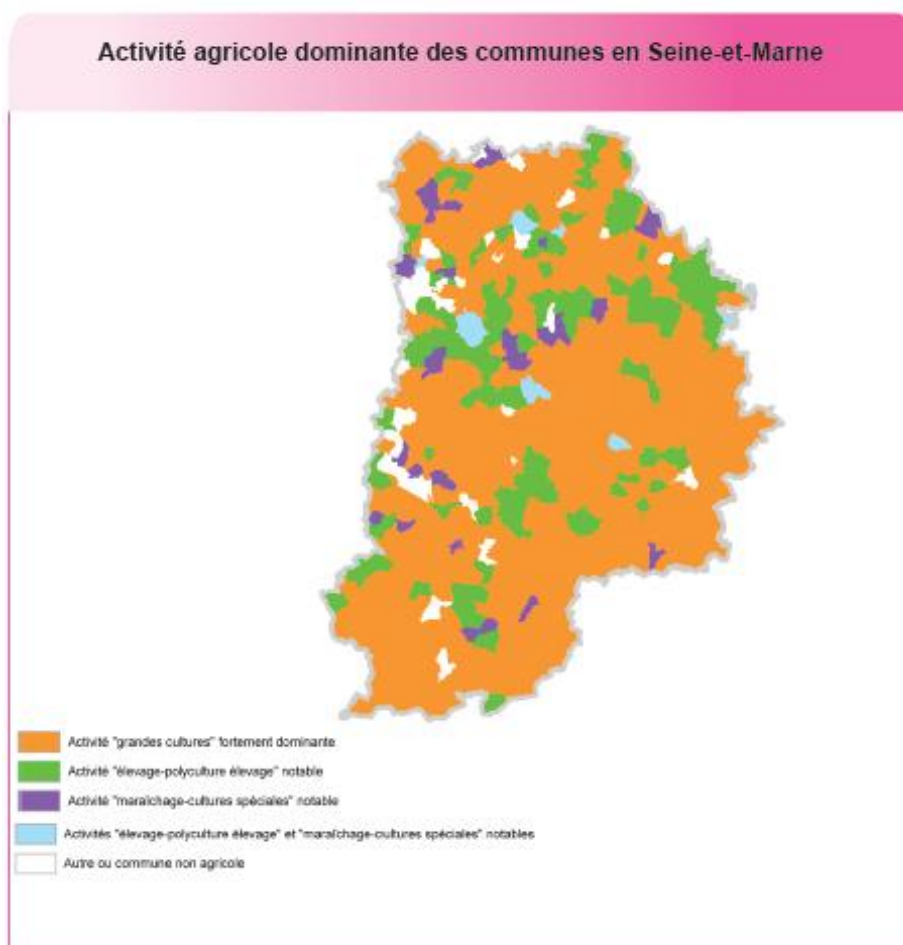 Activité agricole dominante des communes en Seine-et-Marne
Activité "grandes cultures" fortement dominante
Activité "élevage-polyculture élevage" notable
Activité "maraîchage-cultures spéciales" notable
Activités "élevage-polyculture élevage" et "maraîchage-cultures spéciales" notables
Autre ou commune non agricole